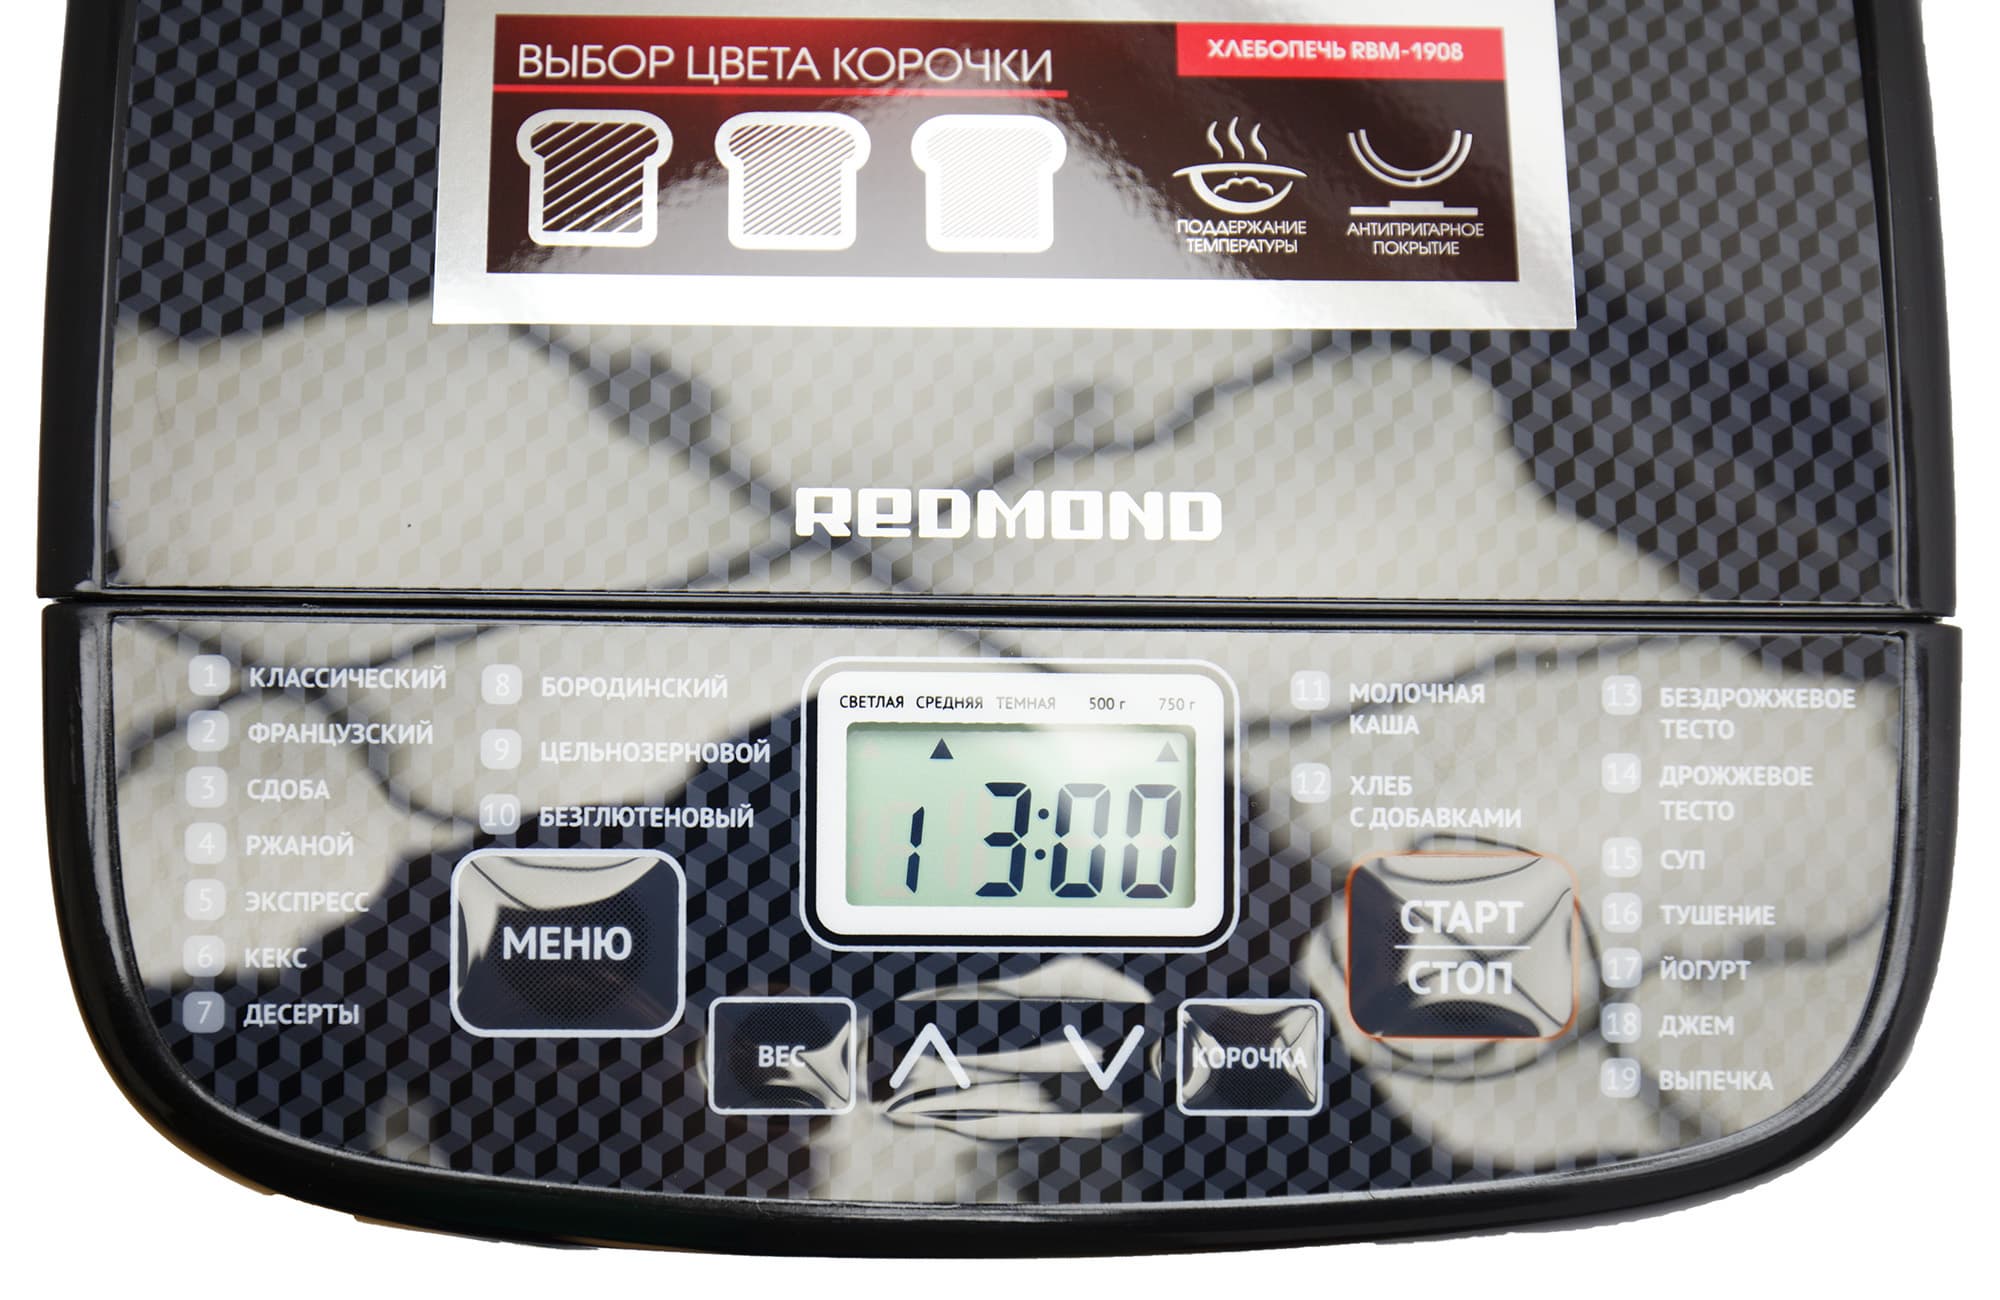 ВЫБОР ЦВЕТА КОРОЧКИ
ХЛЕБОПЕЧЬ RBM-1908
ПОДДЕРЖАНИЕ
ТЕМПЕРАТУРЫ
АНТИПРИГАРНОЕ
ПОКРЫТИЕ
REDMOND
1 КЛАССИЧЕСКИЙ
2 ФРАНЦУЗСКИЙ
3 СДОБА
4 РЖАНОЙ
5 ЭКСПРЕСС
6 КЕКС
7 ДЕСЕРТЫ
8 БОРОДИНСКИЙ
9 ЦЕЛЬНОЗЕРНОВОЙ
10 БЕЗГЛЮТЕНОВЫЙ
МЕНЮ
СВЕТЛАЯ СРЕДНЯЯ ТЕМНАЯ 500 г 750 г
1 3:00
ВЕС
КОРОЧКА
11 МОЛОЧНАЯ
КАША
12 ХЛЕБ
С ДОБАВКАМИ
СТАРТ
СТОП
13 БЕЗДРОЖЖЕВОЕ
ТЕСТО
14 ДРОЖЖЕВОЕ
ТЕСТО
15 СУП
16 ТУШЕНИЕ
17 ЙОГУРТ
18 ДЖЕМ
19 ВЫПЕЧКА